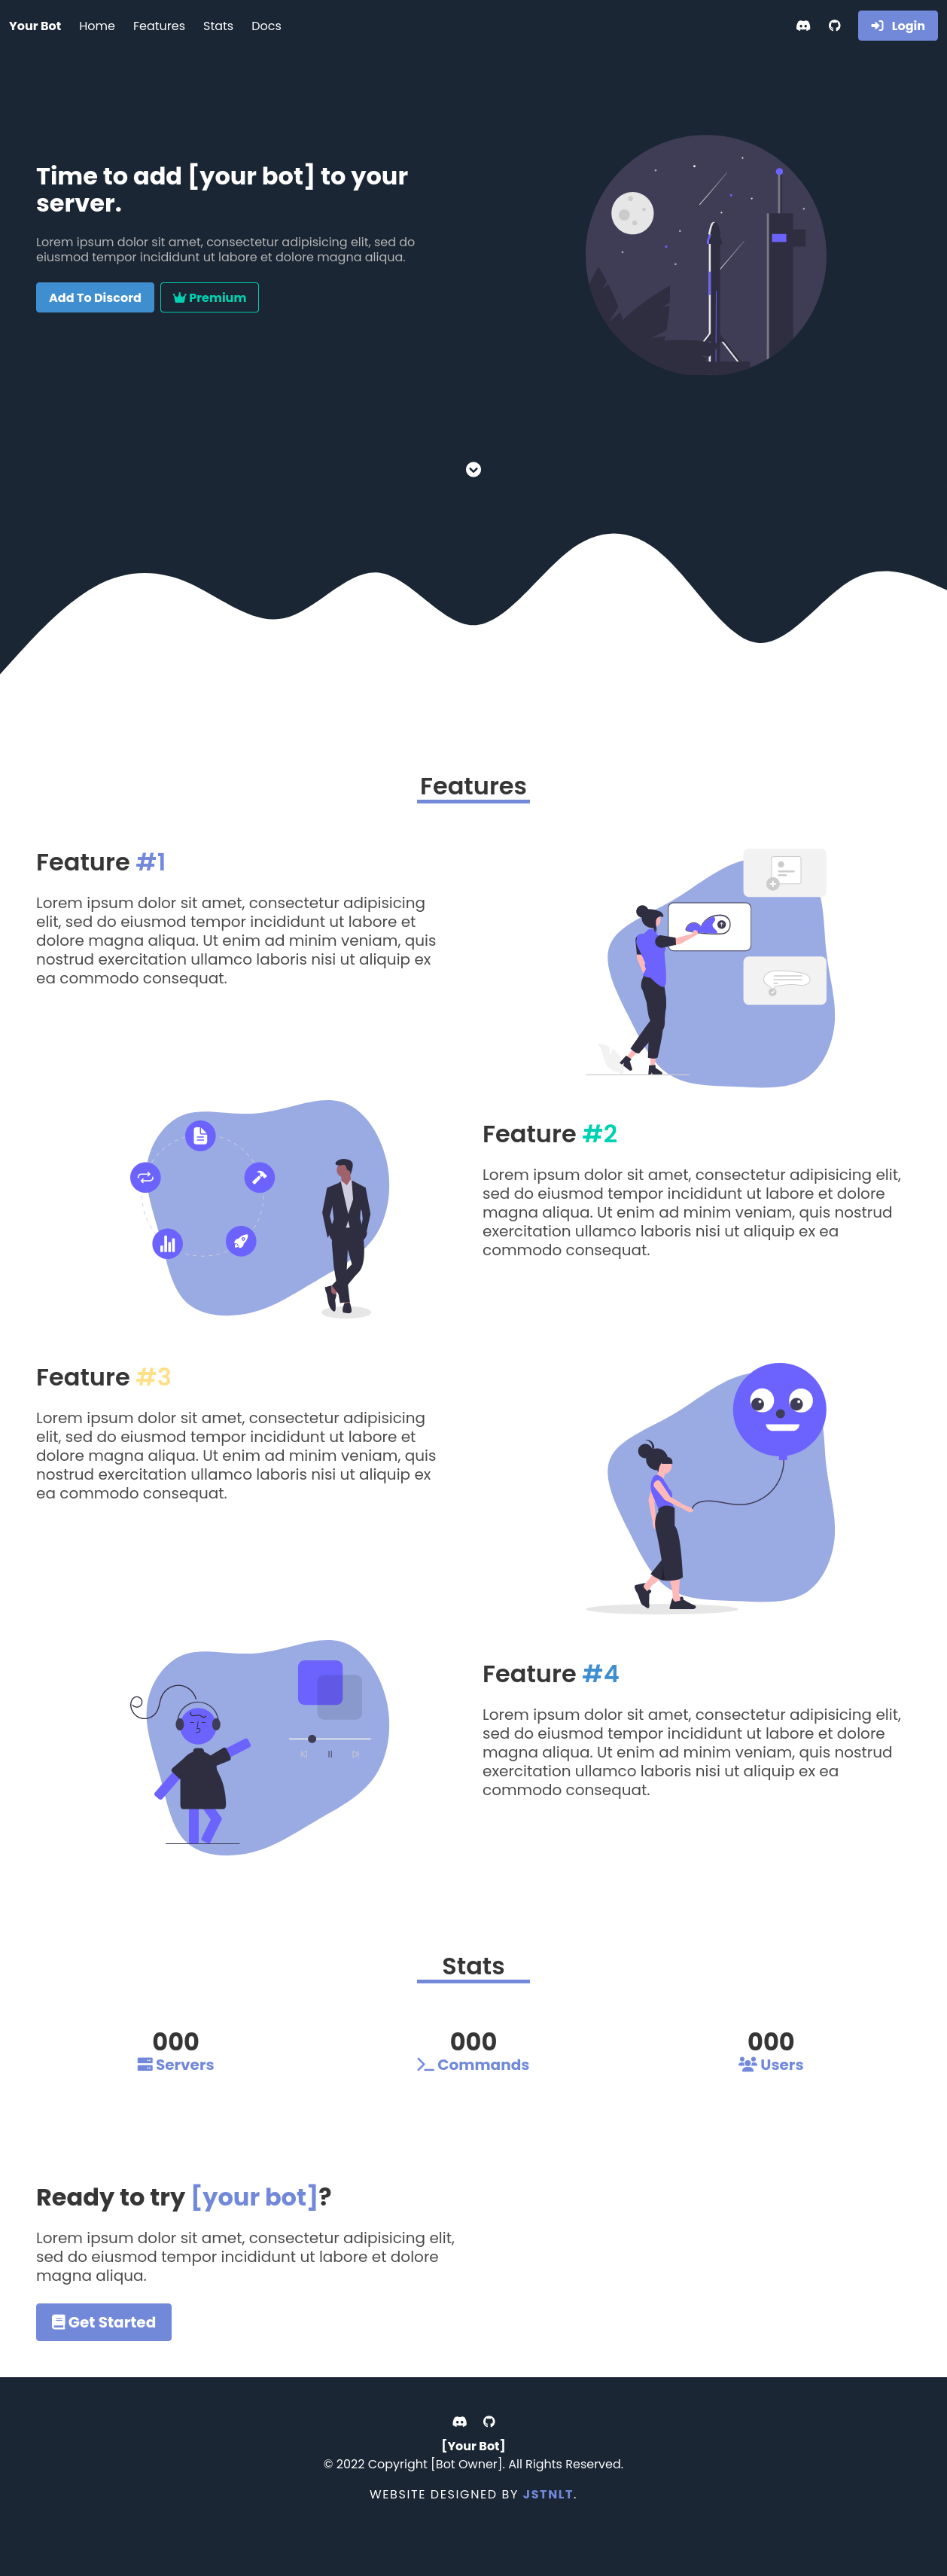 Your Bot Home Features Stats Docs Login
Time to add [your bot] to your
server.
Lorem ipsum dolor sit amet, consectetur adipisicing elit, sed do
eiusmod tempor incididunt ut labore et dolore magna aliqua.
Add To Discord Premium
Features
Feature #1
Lorem ipsum dolor sit amet, consectetur adipisicing
elit, sed do eiusmod tempor incididunt ut labore et
dolore magna aliqua. Ut enim ad minim veniam, quis
nostrud exercitation ullamco laboris nisi ut aliquip ex
ea commodo consequat.
Feature #2
Lorem ipsum dolor sit amet, consectetur adipisicing elit,
sed do eiusmod tempor incididunt ut labore et dolore
magna aliqua. Ut enim ad minim veniam, quis nostrud
exercitation ullamco laboris nisi ut aliquip ex ea
commodo consequat.
Feature #3
Lorem ipsum dolor sit amet, consectetur adipisicing
elit, sed do eiusmod tempor incididunt ut labore et
dolore magna aliqua. Ut enim ad minim veniam, quis
nostrud exercitation ullamco laboris nisi ut aliquip ex
ea commodo consequat.
Feature #4
Lorem ipsum dolor sit amet, consectetur adipisicing elit,
sed do eiusmod tempor incididunt ut labore et dolore
magna aliqua. Ut enim ad minim veniam, quis nostrud
exercitation ullamco laboris nisi ut aliquip ex ea
commodo consequat.
Stats
000 000 000
Servers Commands Users
Ready to try [your bot]?
Lorem ipsum dolor sit amet, consectetur adipisicing elit,
sed do eiusmod tempor incididunt ut labore et dolore
magna aliqua.
Get Started
[Your Bot]
© 2022 Copyright [Bot Owner]. All Rights Reserved.
WEBSITE DESIGNED BY JSTNLT.